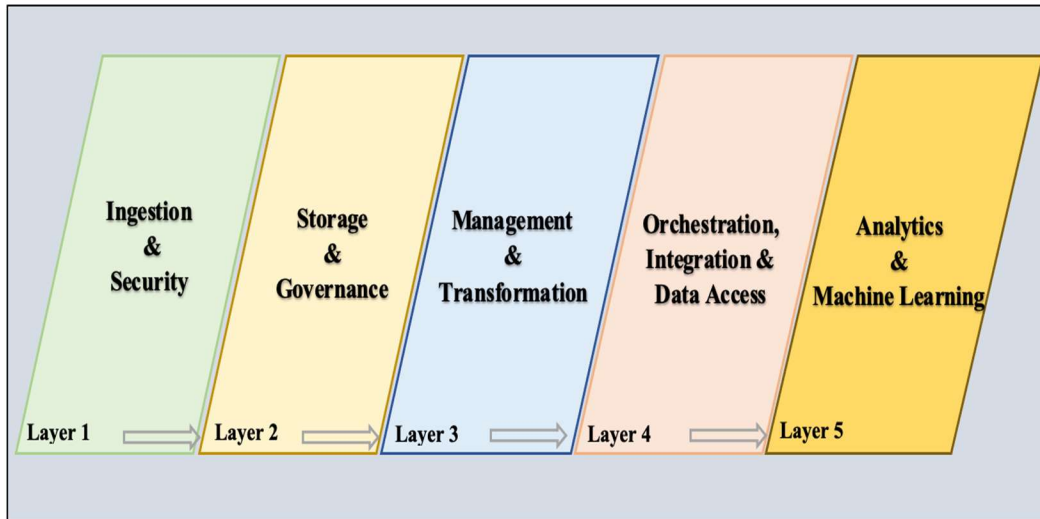 Ingestion
&
Security
Layer 1
Storage
&
Governance
Layer 2
Management
&
Transformation
Layer 3
Orchestration,
Integration &
Data Access
Layer 4
Analytics
&
Machine Learning
Layer 5